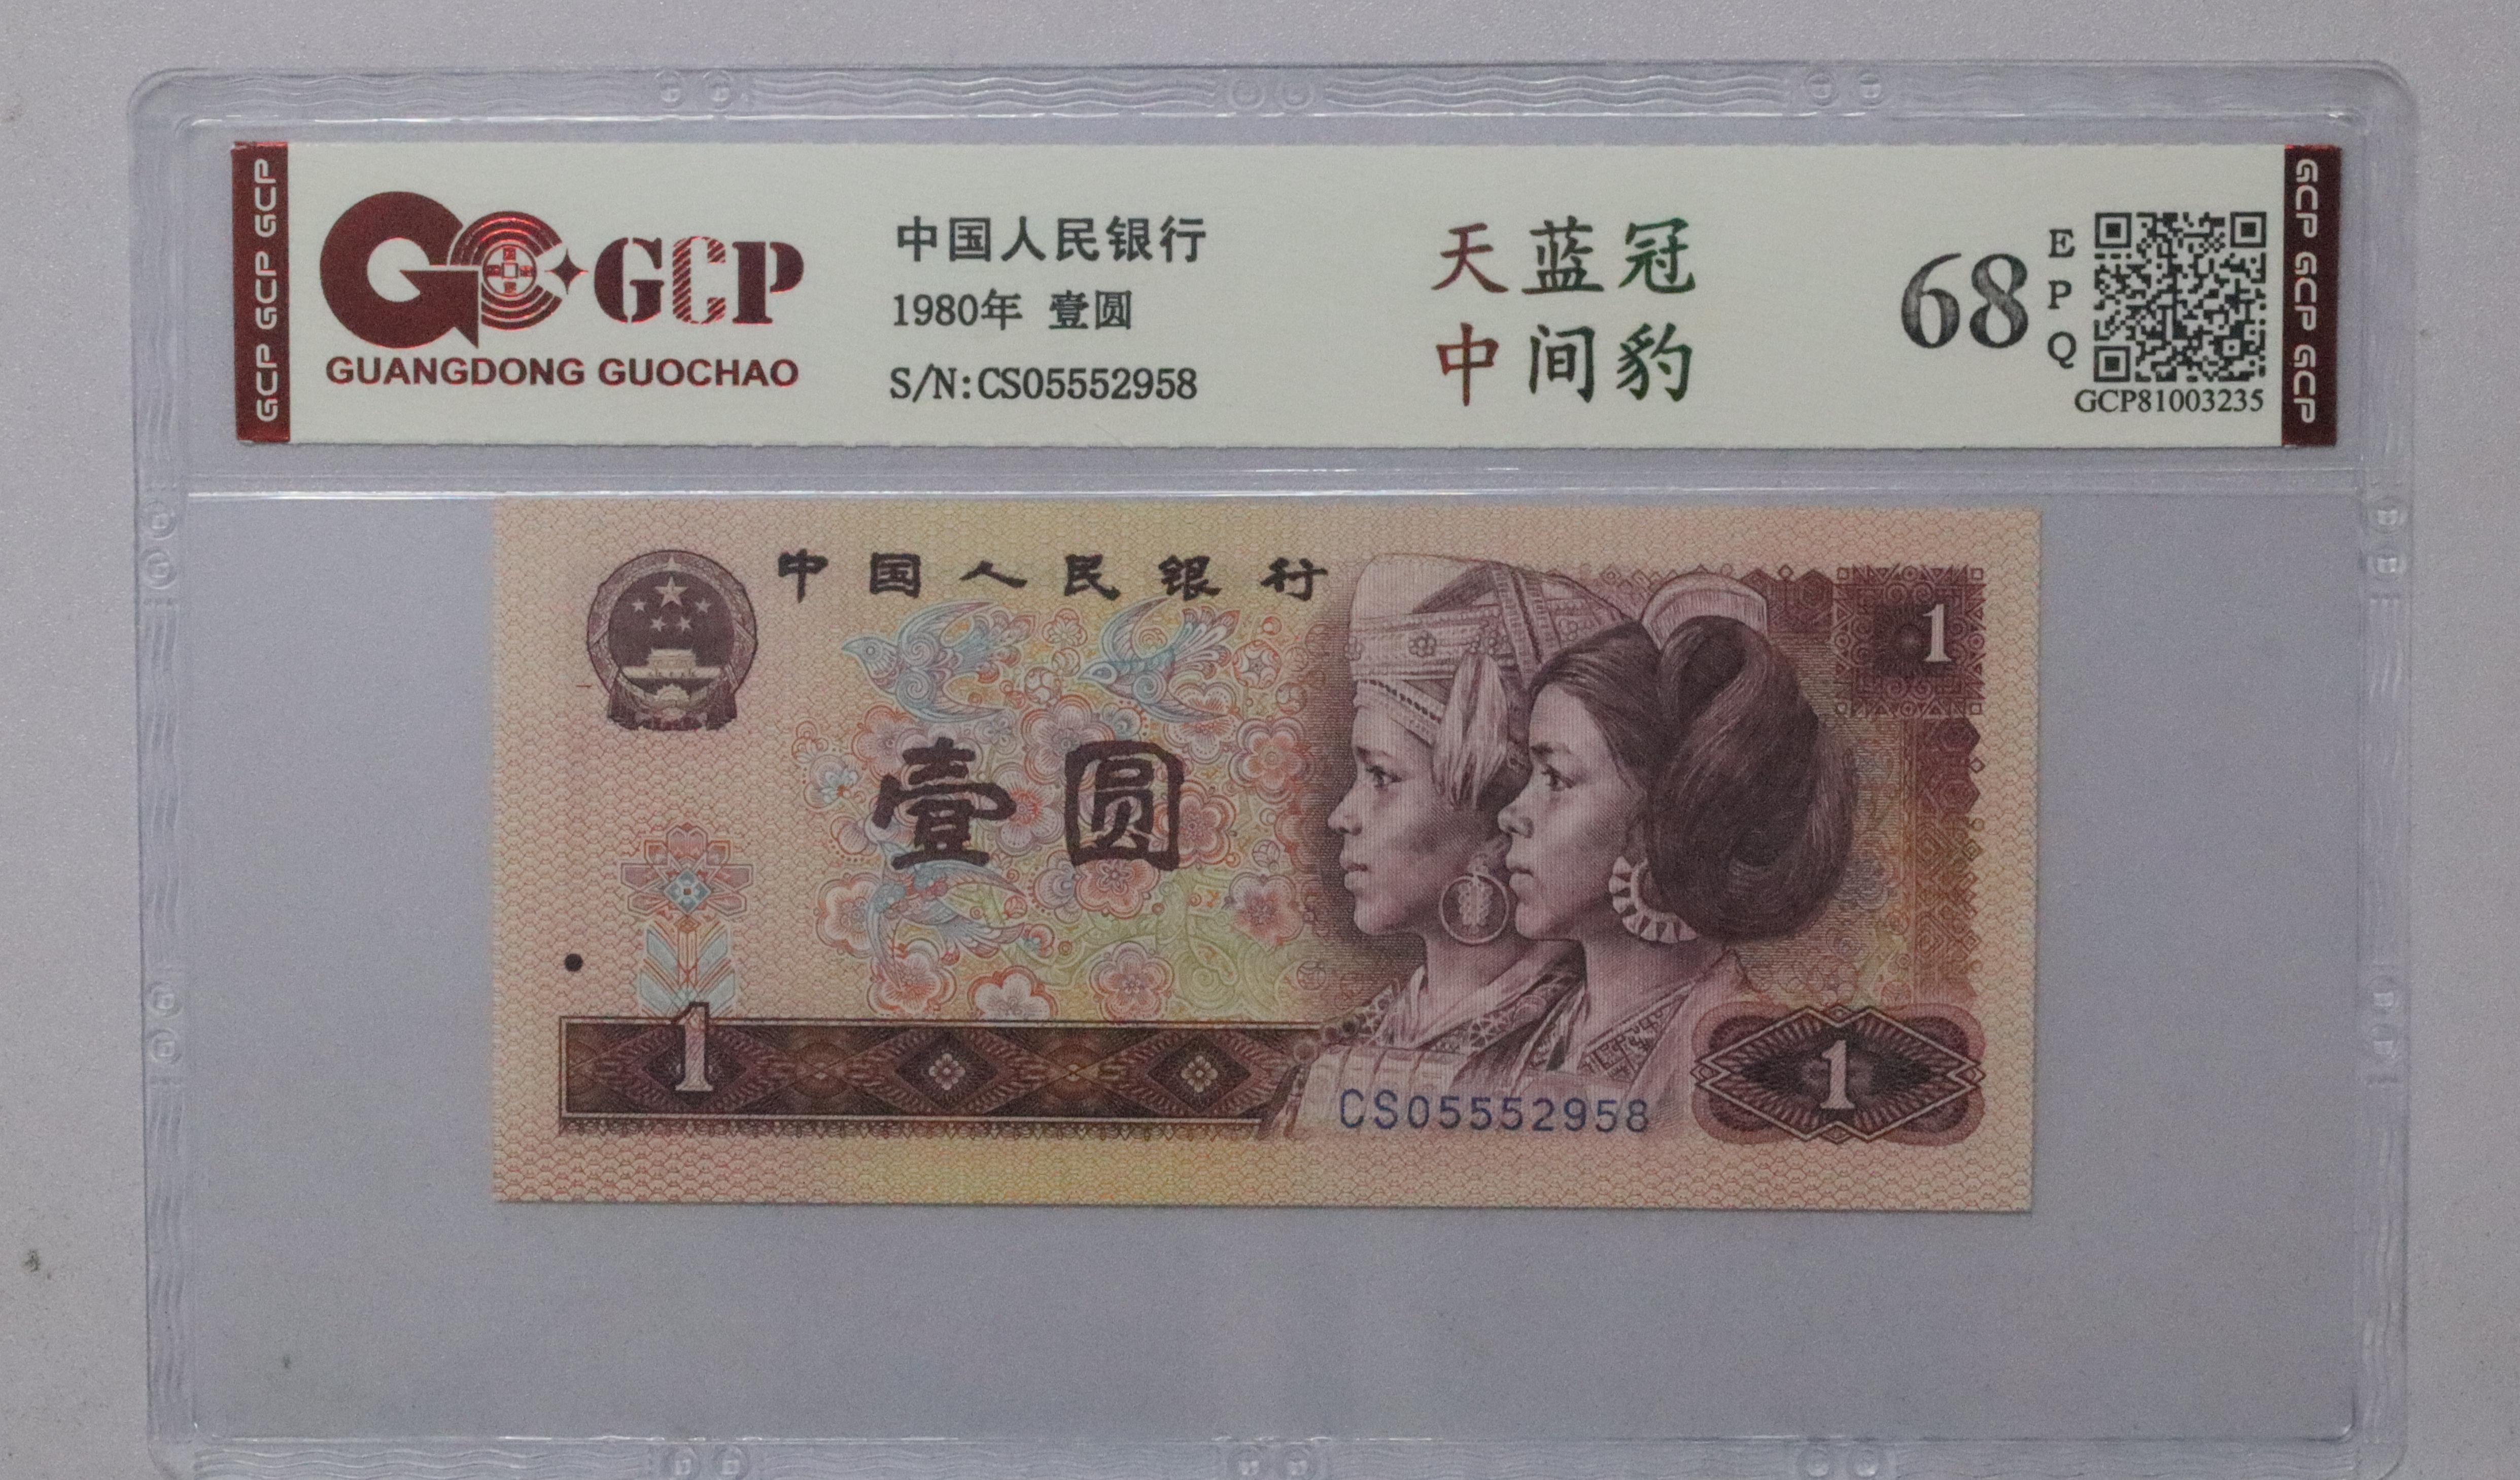 GCP GCP GCP
GCP
GUANGDONG GUOCHAO
中国人民银行
1980年 壹圆
S/N:CS05552958
天蓝冠
中间豹
68
EPQ
GCP81003235
GCP GCP GCP
中国人民银行
1
壹圆
1
1
CS05552958